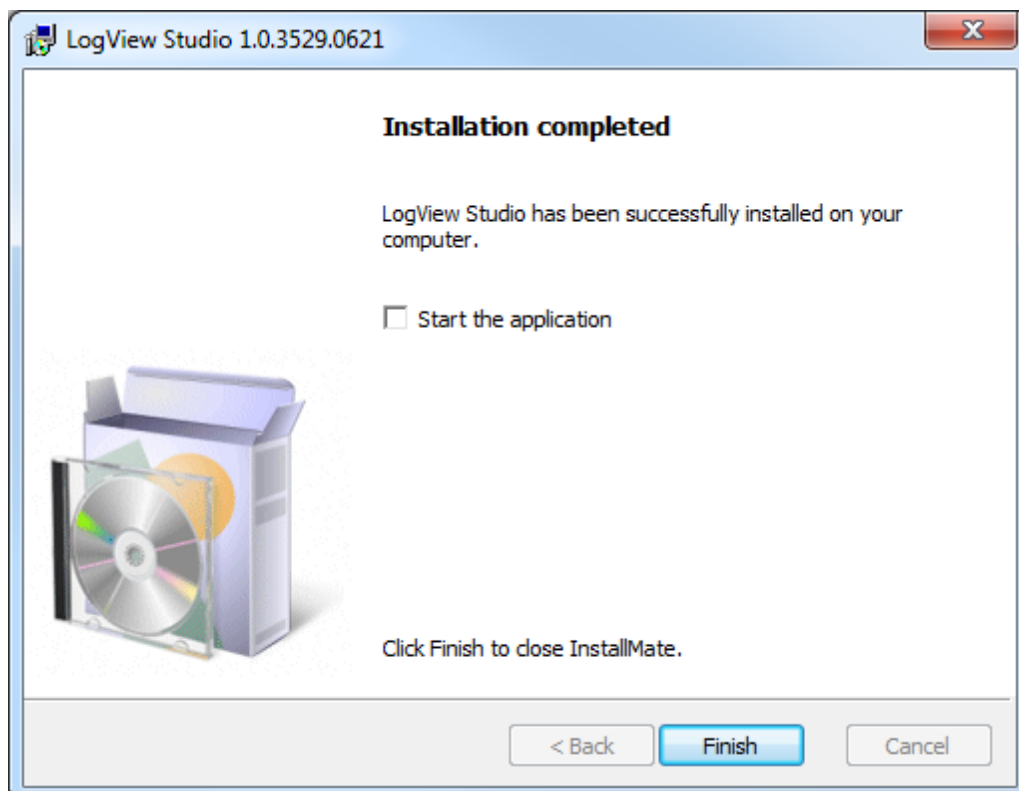 LogView Studio 1.0.3529.0621
Installation completed
LogView Studio has been successfully installed on your
computer.
Start the application
Click Finish to close InstallMate.
< Back Finish Cancel